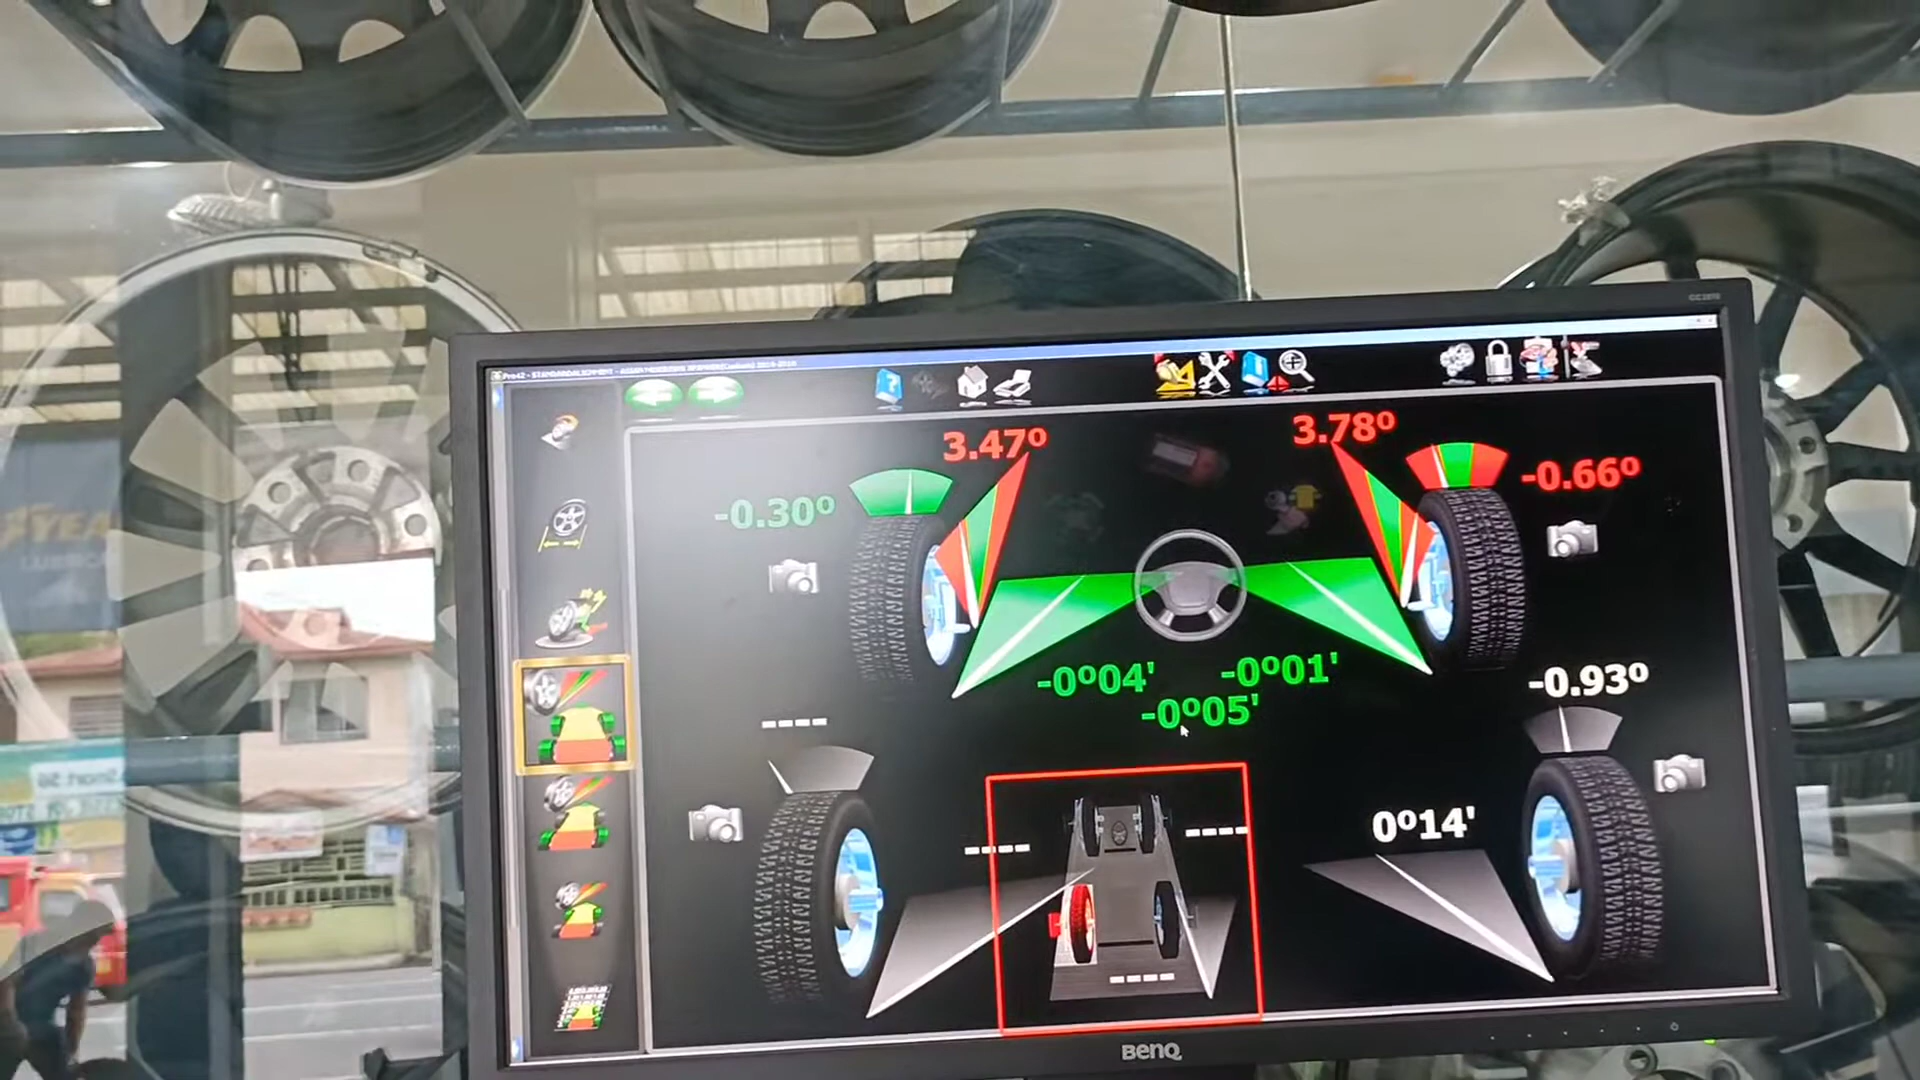 3.47º
3.78º
-0.30º
-0.66º
-0º04'
-0º01'
-0º05'
-0.93º
----
----
----
0º14'
----
BenQ